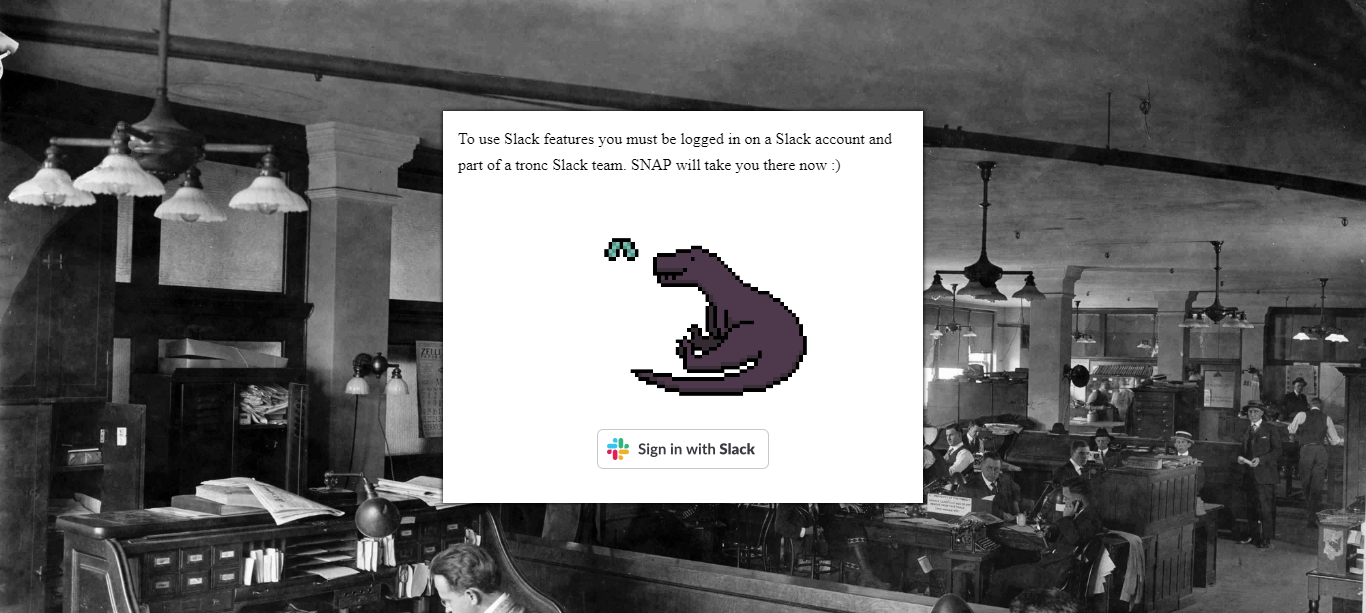 To use Slack features you must be logged in on a Slack account and
part of a tronc Slack team. SNAP will take you there now :)
Sign in with Slack